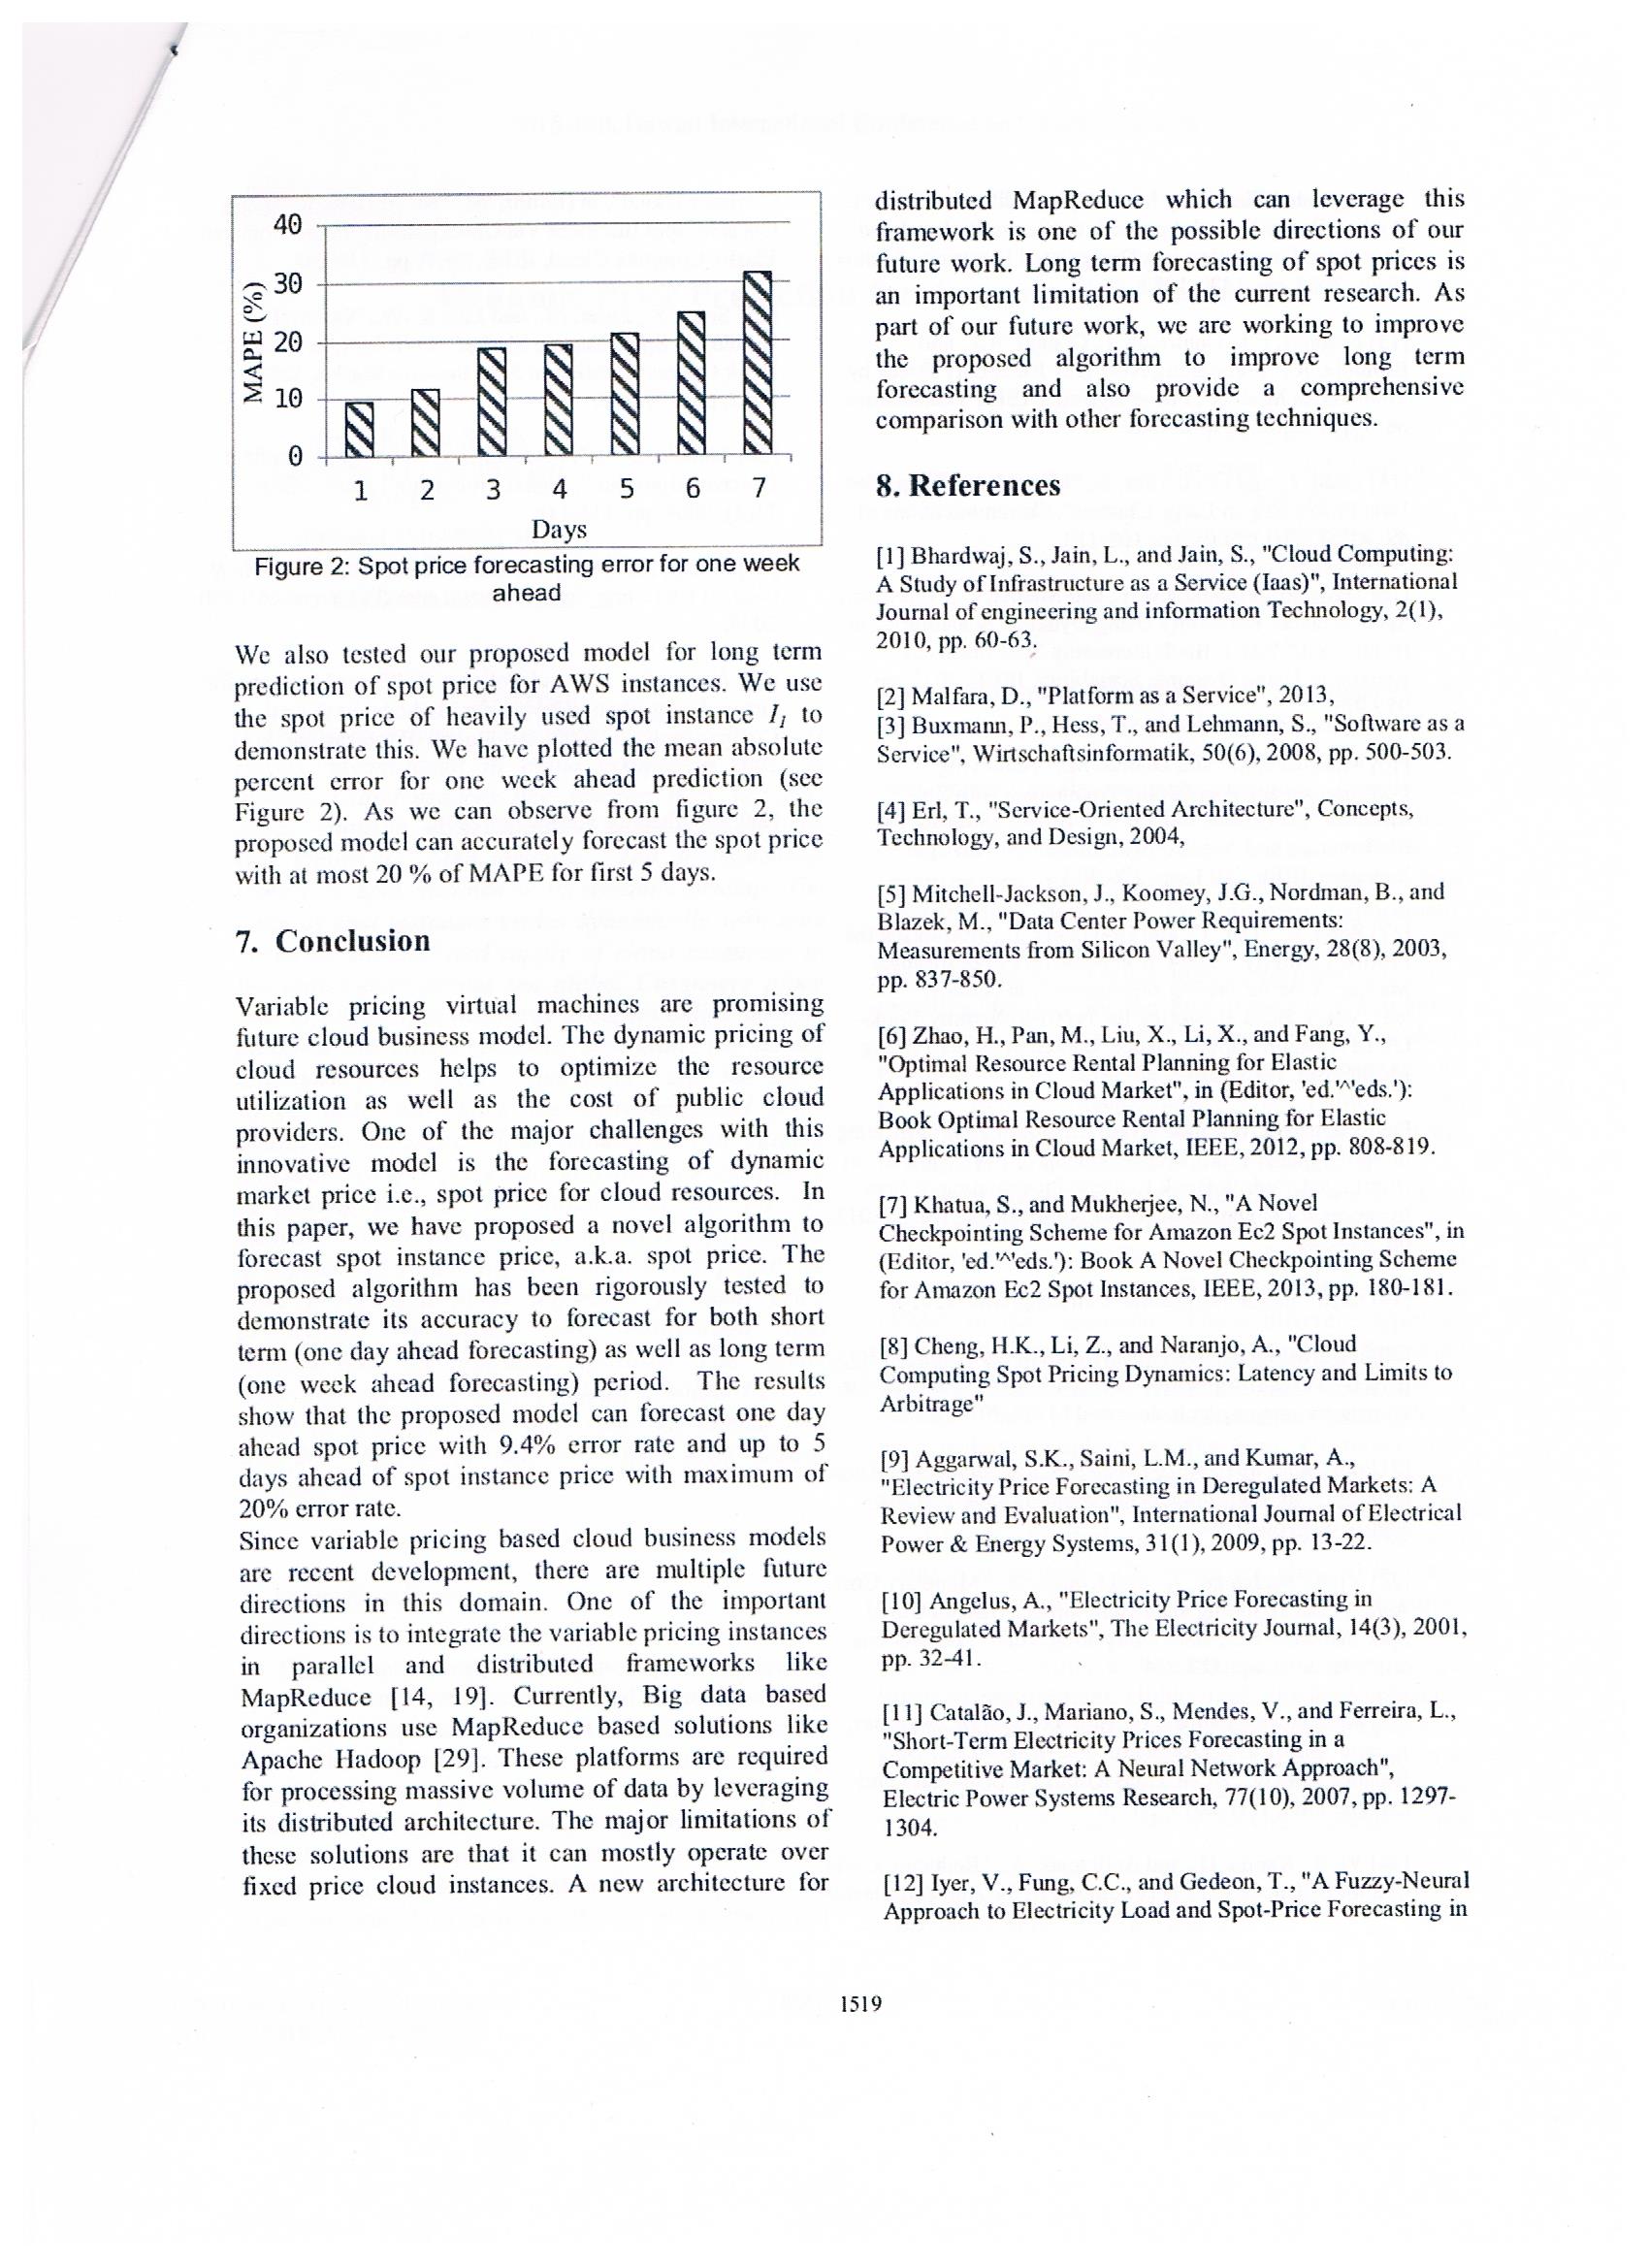 40
30
20
10
0
MAPE (%)
1 2 3 4 5 6 7
Days
Figure 2: Spot price forecasting error for one week
ahead
We also tested our proposed model for long term
prediction of spot price for AWS instances. We use
the spot price of heavily used spot instance I₁ to
demonstrate this. We have plotted the mean absolute
percent error for one week ahead prediction (see
Figure 2). As we can observe from figure 2, the
proposed model can accurately forecast the spot price
with at most 20 % of MAPE for first 5 days.
7. Conclusion
Variable pricing virtual machines are promising
future cloud business model. The dynamic pricing of
cloud resources helps to optimize the resource
utilization as well as the cost of public cloud
providers. One of the major challenges with this
innovative model is the forecasting of dynamic
market price i.e., spot price for cloud resources. In
this paper, we have proposed a novel algorithm to
forecast spot instance price, a.k.a. spot price. The
proposed algorithm has been rigorously tested to
demonstrate its accuracy to forecast for both short
term (one day ahead forecasting) as well as long term
(one week ahead forecasting) period. The results
show that the proposed model can forecast one day
ahead spot price with 9.4% error rate and up to 5
days ahead of spot instance price with maximum of
20% error rate.
Since variable pricing based cloud business models
are recent development, there are multiple future
directions in this domain. One of the important
directions is to integrate the variable pricing instances
in parallel and distributed frameworks like
MapReduce [14, 19]. Currently, Big data based
organizations use MapReduce based solutions like
Apache Hadoop [29]. These platforms are required
for processing massive volume of data by leveraging
its distributed architecture. The major limitations of
these solutions are that it can mostly operate over
fixed price cloud instances. A new architecture for
distributed MapReduce which can leverage this
framework is one of the possible directions of our
future work. Long term forecasting of spot prices is
an important limitation of the current research. As
part of our future work, we are working to improve
the proposed algorithm to improve long term
forecasting and also provide a comprehensive
comparison with other forecasting techniques.
8. References
[1] Bhardwaj, S., Jain, L., and Jain, S., "Cloud Computing:
A Study of Infrastructure as a Service (Iaas)", International
Journal of engineering and information Technology, 2(1),
2010, pp. 60-63.
[2] Malfara, D., "Platform as a Service", 2013,
[3] Buxmann, P., Hess, T., and Lehmann, S., "Software as a
Service", Wirtschaftsinformatik, 50(6), 2008, pp. 500-503.
[4] Erl, T., "Service-Oriented Architecture", Concepts,
Technology, and Design, 2004,
[5] Mitchell-Jackson, J., Koomey, J.G., Nordman, B., and
Blazek, M., "Data Center Power Requirements:
Measurements from Silicon Valley", Energy, 28(8), 2003,
pp. 837-850.
[6] Zhao, H., Pan, M., Liu, X., Li, X., and Fang, Y.,
"Optimal Resource Rental Planning for Elastic
Applications in Cloud Market", in (Editor, 'ed.'^'eds.'):
Book Optimal Resource Rental Planning for Elastic
Applications in Cloud Market, IEEE, 2012, pp. 808-819.
[7] Khatua, S., and Mukherjee, N., "A Novel
Checkpointing Scheme for Amazon Ec2 Spot Instances", in
(Editor, 'ed.'^'eds.'): Book A Novel Checkpointing Scheme
for Amazon Ec2 Spot Instances, IEEE, 2013, pp. 180-181.
[8] Cheng, H.K., Li, Z., and Naranjo, A., "Cloud
Computing Spot Pricing Dynamics: Latency and Limits to
Arbitrage"
[9] Aggarwal, S.K., Saini, L.M., and Kumar, A.,
"Electricity Price Forecasting in Deregulated Markets: A
Review and Evaluation", International Journal of Electrical
Power & Energy Systems, 31(1), 2009, pp. 13-22.
[10] Angelus, A., "Electricity Price Forecasting in
Deregulated Markets", The Electricity Journal, 14(3), 2001,
pp. 32-41.
[11] Catalão, J., Mariano, S., Mendes, V., and Ferreira, L.,
"Short-Term Electricity Prices Forecasting in a
Competitive Market: A Neural Network Approach",
Electric Power Systems Research, 77(10), 2007, pp. 1297-
1304.
[12] Iyer, V., Fung, C.C., and Gedeon, T., "A Fuzzy-Neural
Approach to Electricity Load and Spot-Price Forecasting in
1519